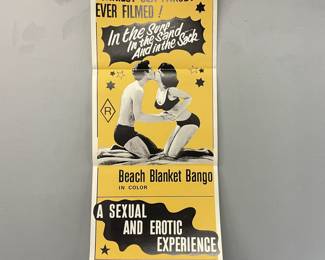 EVER FILMED!
In the Surf
In the Sand
And in the Sack
R
Beach Blanket Bango
IN COLOR
A SEXUAL
AND EROTIC
EXPERIENCE